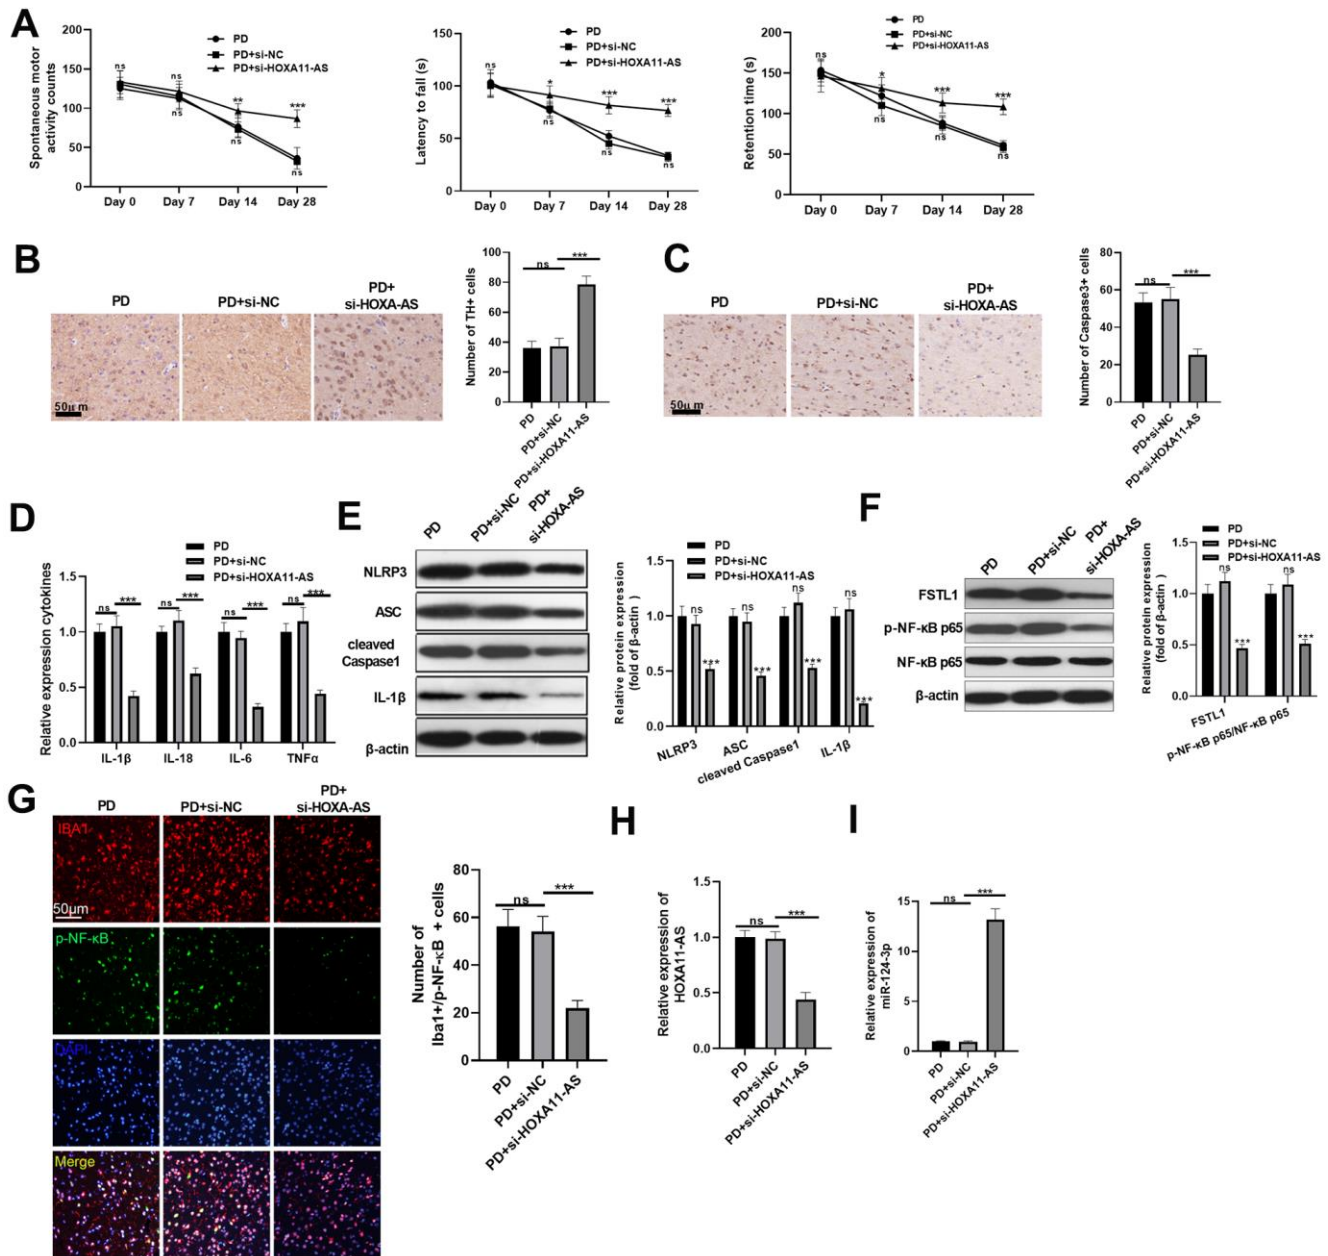 A
Spontaneous motor
activity counts
200
150
100
50
0
PD
PD+si-NC
PD+si-HOXA11-AS
ns
ns
**
***
ns
ns
Day 0
Day 7
Day 14
Day 28
Latency to fall (s)
150
100
50
0
PD
PD+si-NC
PD+si-HOXA11-AS
ns
*
***
***
ns
ns
ns
Day 0
Day 7
Day 14
Day 28
Retention time (s)
200
150
100
50
0
PD
PD+si-NC
PD+si-HOXA11-AS
ns
*
***
***
ns
ns
ns
Day 0
Day 7
Day 14
Day 28
B
PD
PD+si-NC
PD+
si-HOXA-AS
50μm
Number of TH+ cells
100
80
60
40
20
0
ns
***
PD
PD+si-NC
PD+si-HOXA11-AS
C
PD
PD+si-NC
PD+
si-HOXA-AS
50μm
Number of Caspase3+ cells
80
60
40
20
0
ns
***
PD
PD+si-NC
PD+si-HOXA11-AS
D
PD
PD+si-NC
PD+si-HOXA11-AS
Relative expression cytokines
1.5
1.0
0.5
0.0
ns
***
ns
***
ns
***
ns
***
IL-1β
IL-18
IL-6
TNFα
E
PD
PD+si-NC
PD+
si-HOXA-AS
NLRP3
ASC
cleaved
Caspase1
IL-1β
β-actin
PD
PD+si-NC
PD+si-HOXA11-AS
Relative protein expression
(fold of β-actin )
1.5
1.0
0.5
0.0
ns
***
ns
***
ns
***
ns
***
NLRP3
ASC
cleaved Caspase1
IL-1β
F
PD
PD+si-NC
PD+
si-HOXA-AS
FSTL1
p-NF-κB p65
NF-κB p65
β-actin
PD
PD+si-NC
PD+si-HOXA11-AS
Relative protein expression
(fold of β-actin )
1.5
1.0
0.5
0.0
ns
***
ns
***
FSTL1
p-NF-κB p65/NF-κB p65
G
PD
PD+si-NC
PD+
si-HOXA-AS
IBA1
50μm
p-NF-κB
DAPI
Merge
Number of
Iba1+/p-NF-κB + cells
80
60
40
20
0
ns
***
PD
PD+si-NC
PD+si-HOXA11-AS
H
Relative expression of
HOXA11-AS
1.5
1.0
0.5
0.0
ns
***
PD
PD+si-NC
PD+si-HOXA11-AS
I
Relative expression of
miR-124-3p
15
10
5
0
ns
***
PD
PD+si-NC
PD+si-HOXA11-AS